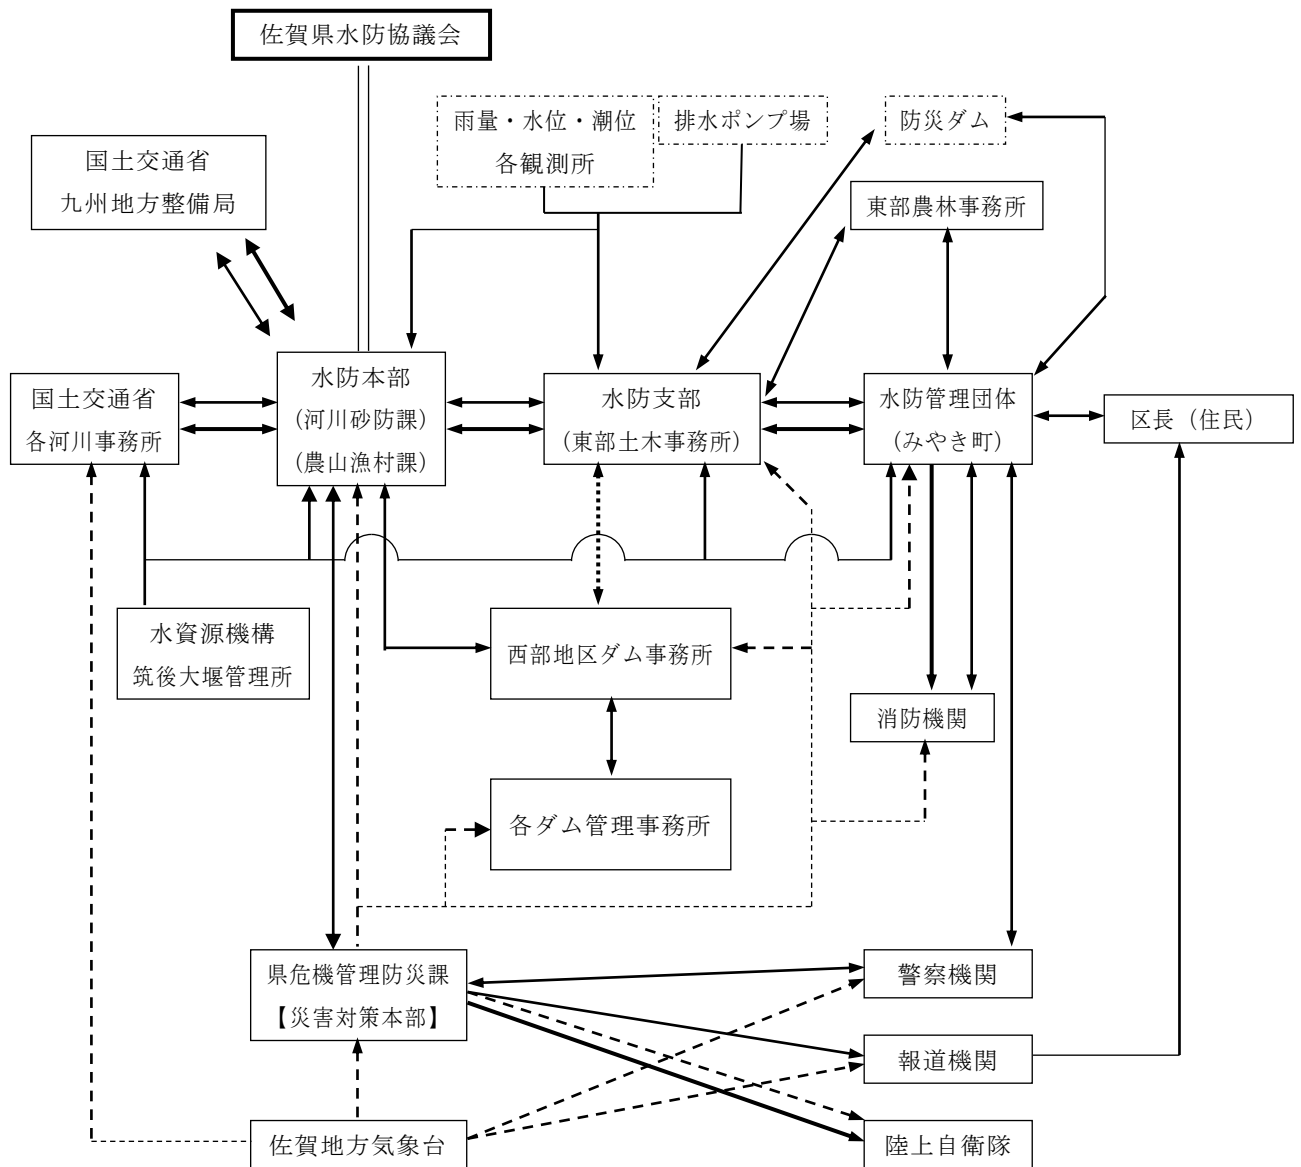 佐賀県水防協議会
雨量・水位・潮位
各観測所
排水ポンプ場
防災ダム
国土交通省
九州地方整備局
東部農林事務所
国土交通省
各河川事務所
水防本部
(河川砂防課)
(農山漁村課)
水防支部
(東部土木事務所)
水防管理団体
(みやき町)
区長（住民）
水資源機構
筑後大堰管理所
西部地区ダム事務所
消防機関
各ダム管理事務所
県危機管理防災課
【災害対策本部】
警察機関
報道機関
佐賀地方気象台
陸上自衛隊